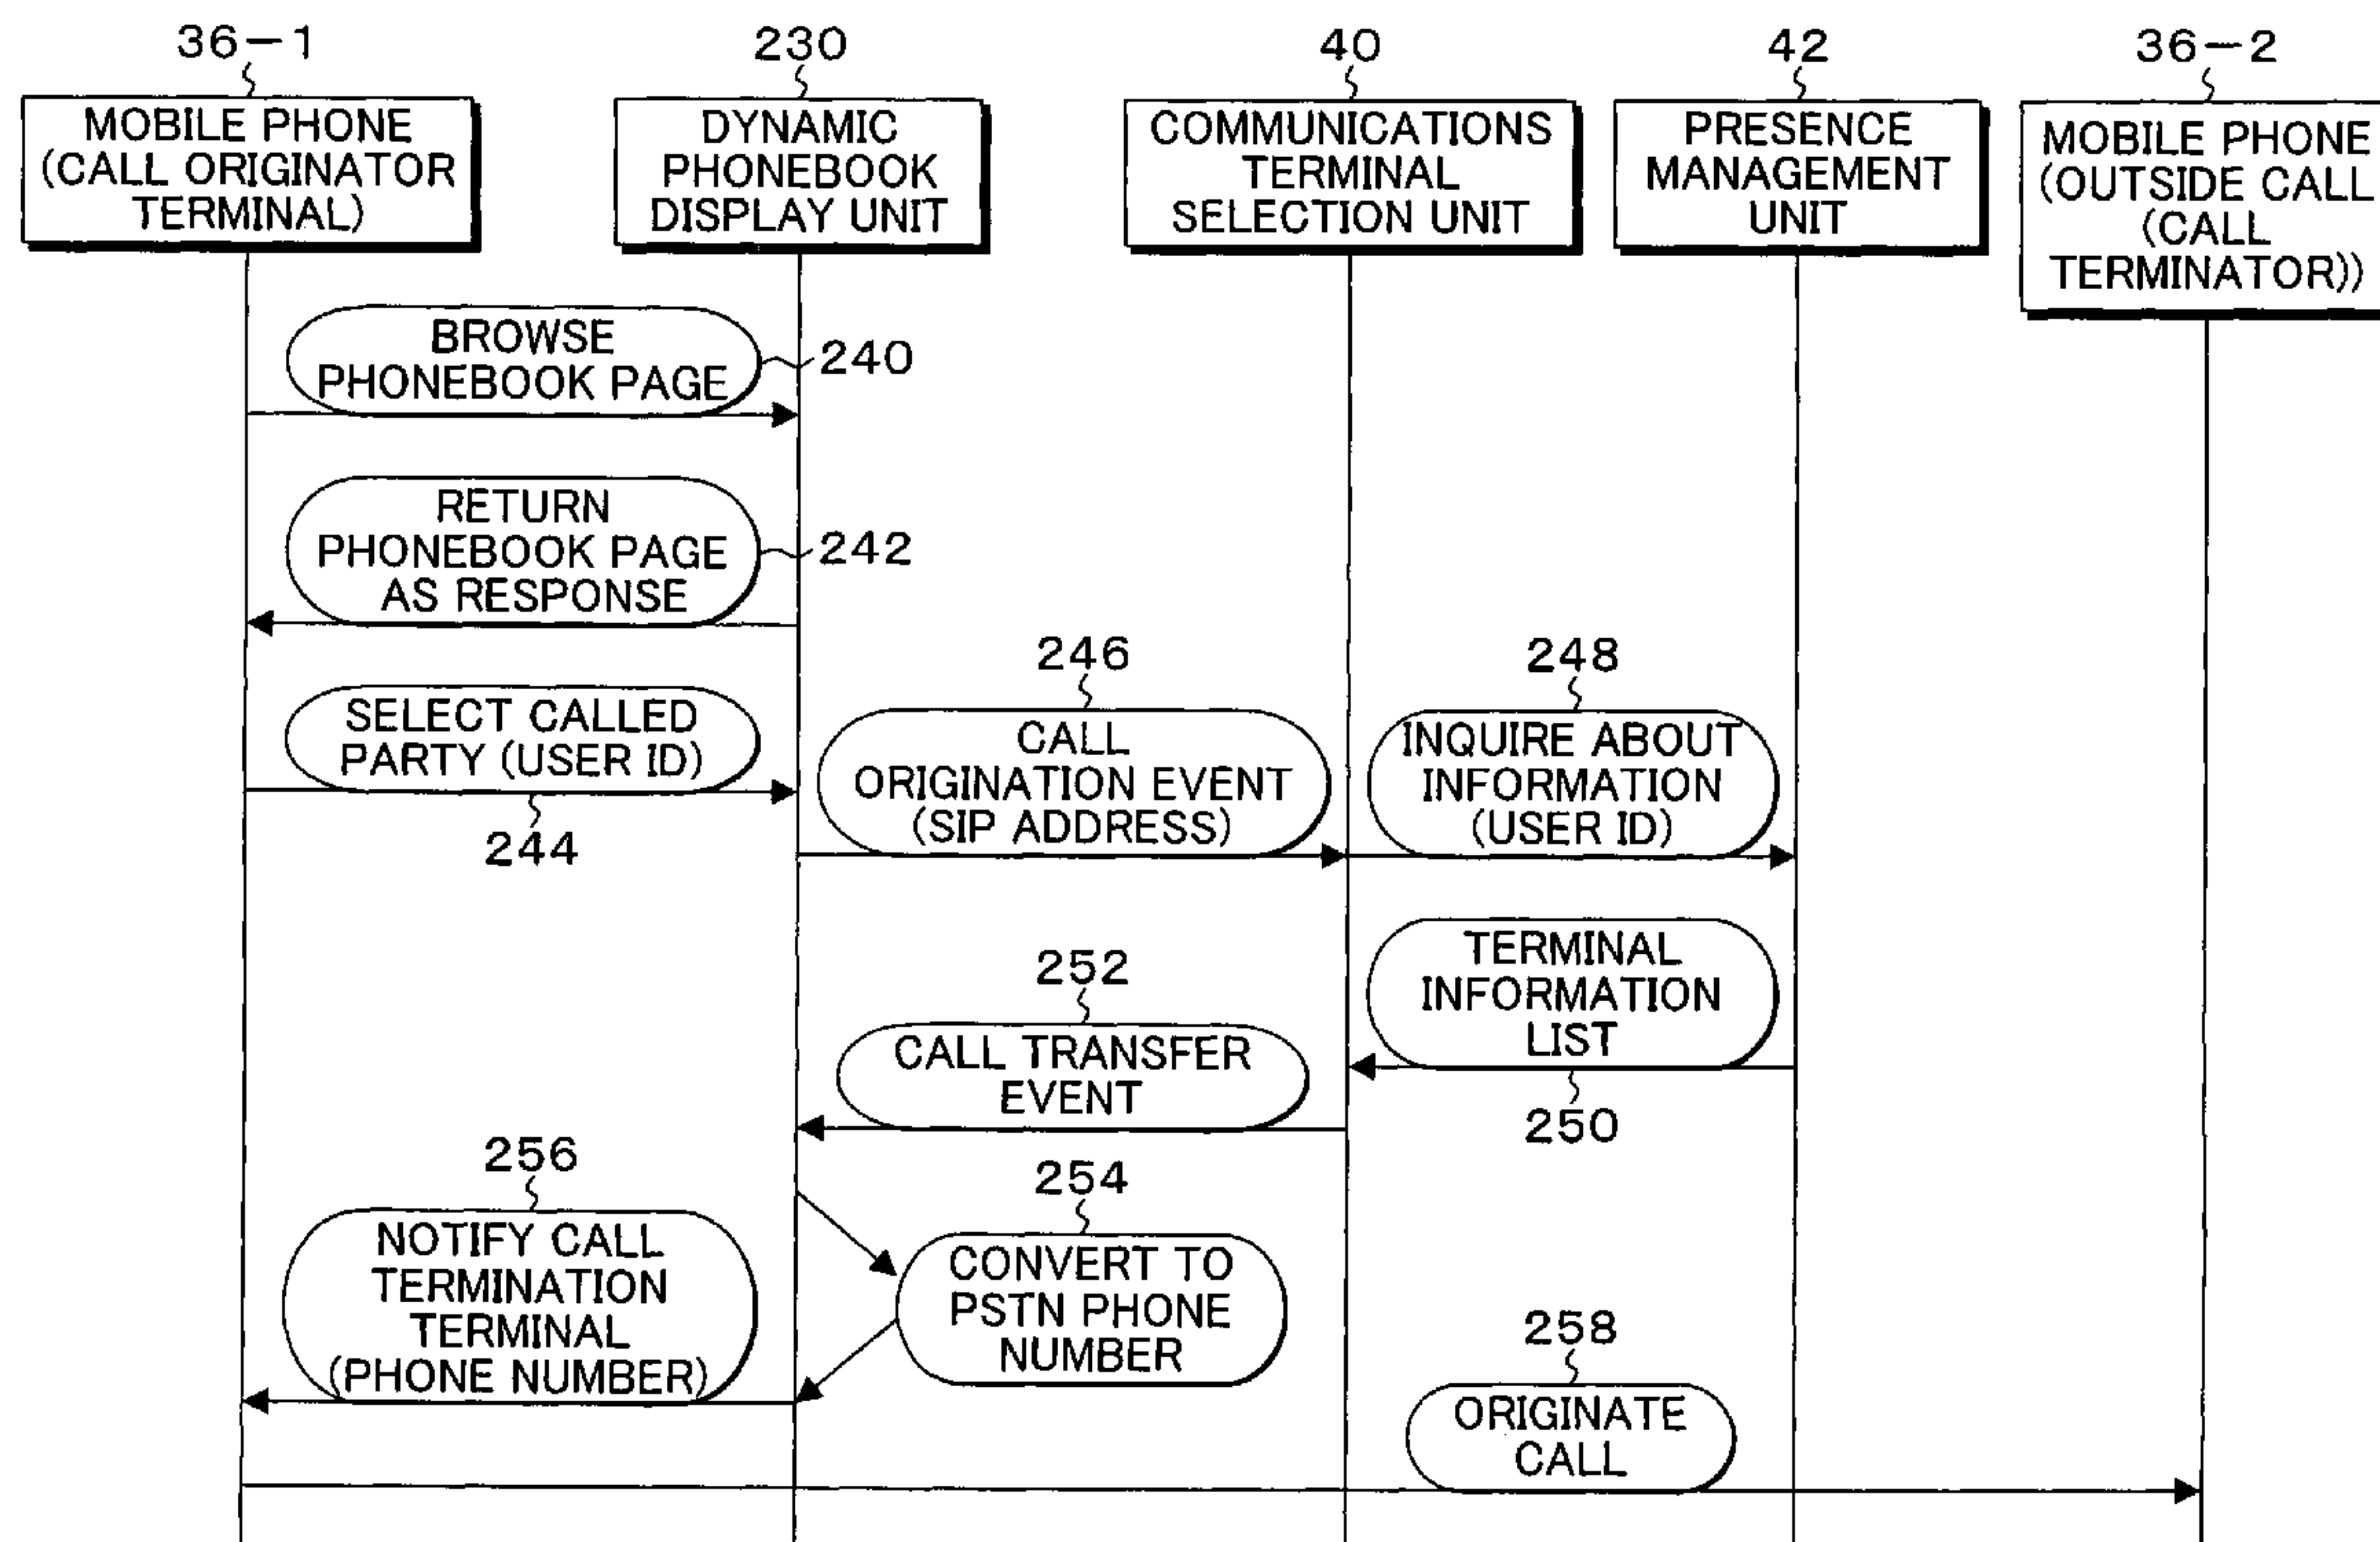 36-1
230
40
42
36-2
MOBILE PHONE
(CALL ORIGINATOR
TERMINAL)
DYNAMIC
PHONEBOOK
DISPLAY UNIT
COMMUNICATIONS
TERMINAL
SELECTION UNIT
PRESENCE
MANAGEMENT
UNIT
MOBILE PHONE
(OUTSIDE CALL
(CALL
TERMINATOR))
BROWSE
PHONEBOOK PAGE
240
RETURN
PHONEBOOK PAGE
AS RESPONSE
242
SELECT CALLED
PARTY (USER ID)
244
246
CALL
ORIGINATION EVENT
(SIP ADDRESS)
248
INQUIRE ABOUT
INFORMATION
(USER ID)
TERMINAL
INFORMATION
LIST
250
252
CALL TRANSFER
EVENT
254
CONVERT TO
PSTN PHONE
NUMBER
256
NOTIFY CALL
TERMINATION
TERMINAL
(PHONE NUMBER)
258
ORIGINATE
CALL